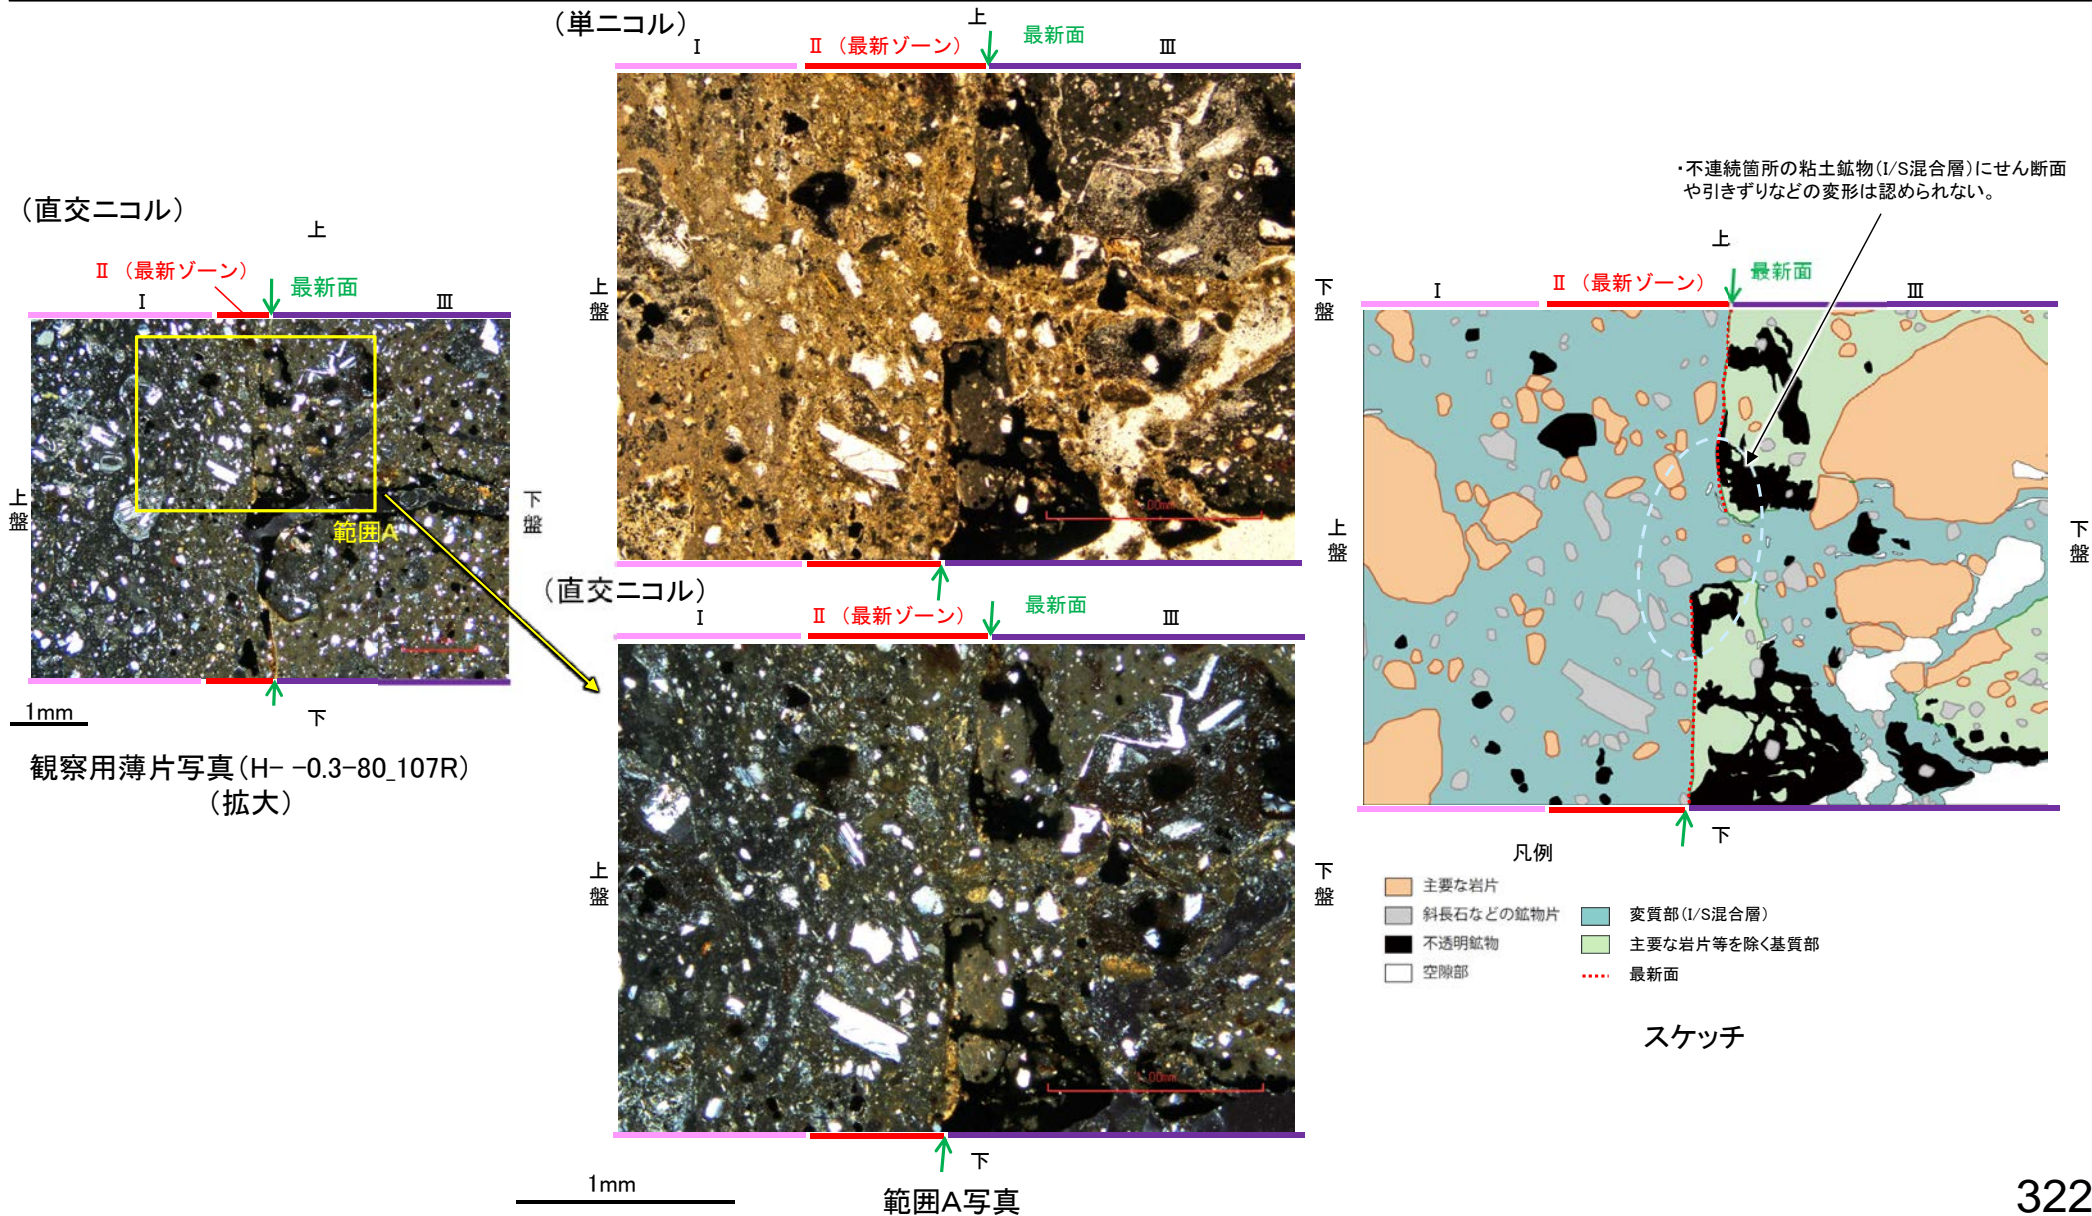 （単ニコル）
上
最新面
Ⅰ
Ⅱ （最新ゾーン）
Ⅲ
上盤
下盤
（直交ニコル）
上
Ⅱ （最新ゾーン）
最新面
Ⅰ
Ⅲ
上盤
下盤
範囲A
1mm
下
観察用薄片写真（H- -0.3-80_107R）
（拡大）
（直交ニコル）
Ⅰ
Ⅱ （最新ゾーン）
最新面
Ⅲ
上盤
下盤
1.00mm
下
1mm
範囲A写真
・不連続箇所の粘土鉱物（I/S混合層）にせん断面
や引きずりなどの変形は認められない。
上
最新面
Ⅰ
Ⅱ （最新ゾーン）
Ⅲ
上盤
下盤
下
凡例
主要な岩片
斜長石などの鉱物片
不透明鉱物
空隙部
変質部（I/S混合層）
主要な岩片等を除く基質部
最新面
スケッチ
322